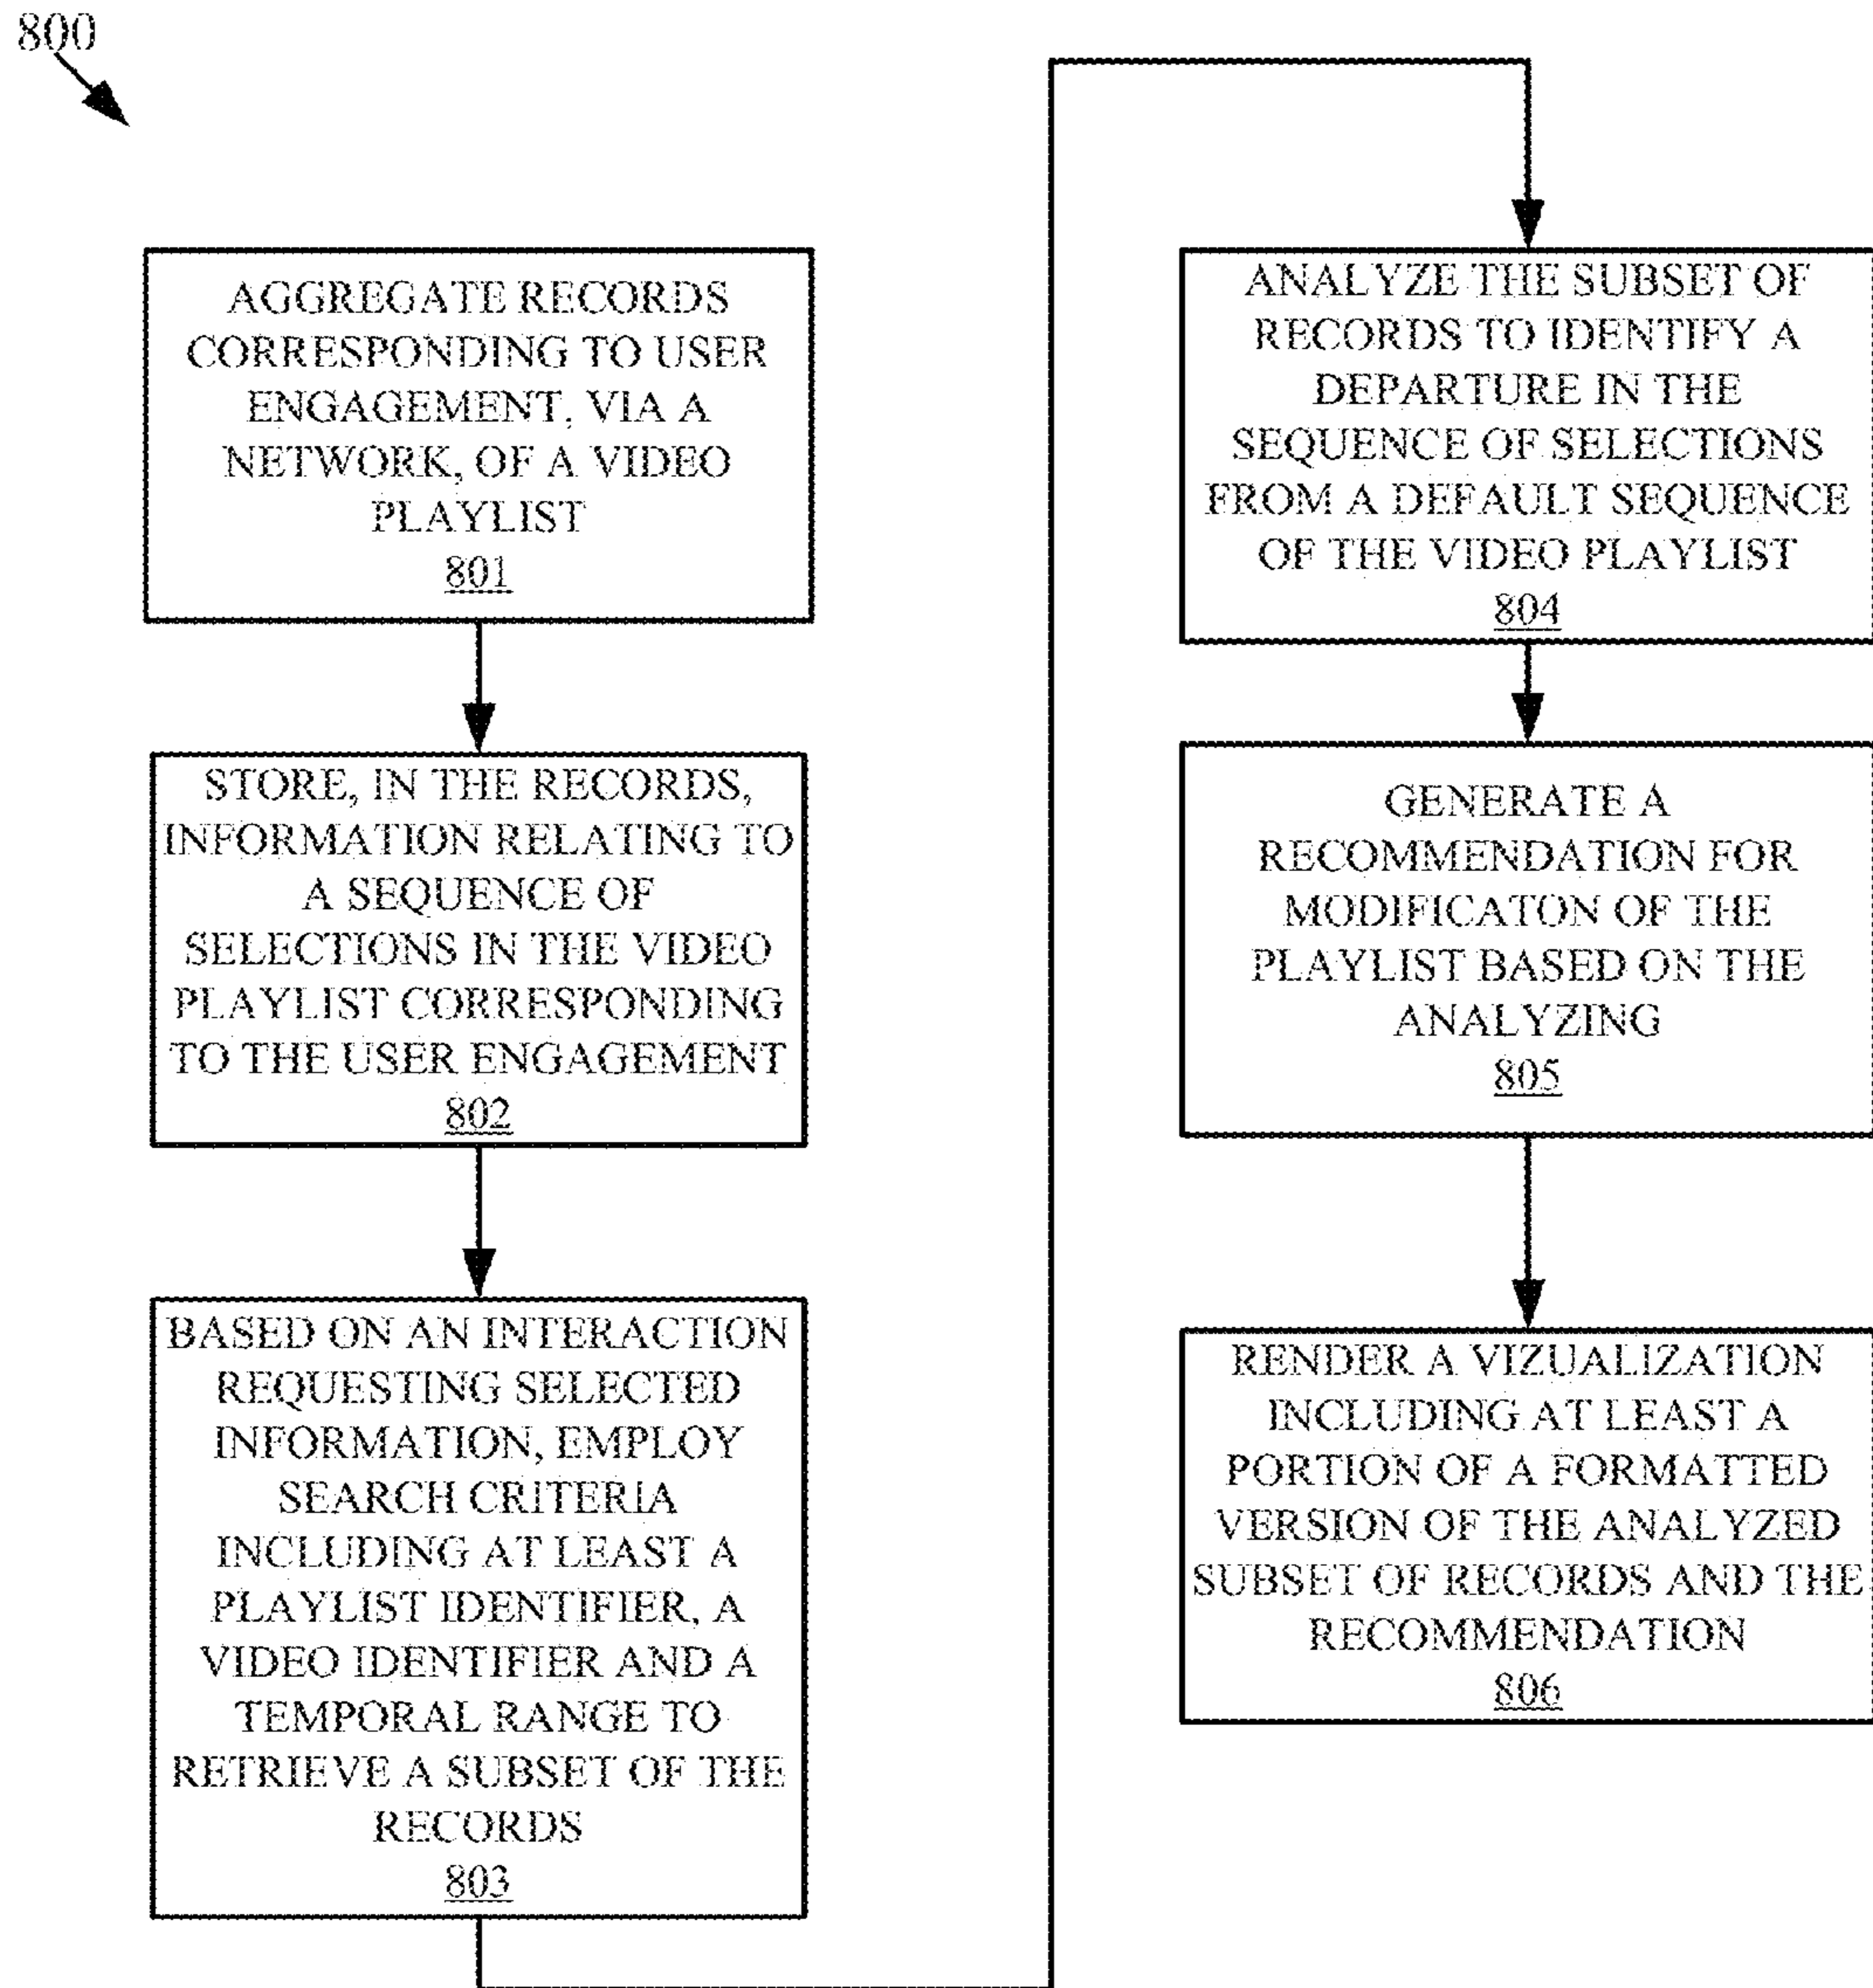 800
AGGREGATE RECORDS
CORRESPONDING TO USER
ENGAGEMENT, VIA A
NETWORK, OF A VIDEO
PLAYLIST
801
STORE, IN THE RECORDS,
INFORMATION RELATING TO
A SEQUENCE OF
SELECTIONS IN THE VIDEO
PLAYLIST CORRESPONDING
TO THE USER ENGAGEMENT
802
BASED ON AN INTERACTION
REQUESTING SELECTED
INFORMATION, EMPLOY
SEARCH CRITERIA
INCLUDING AT LEAST A
PLAYLIST IDENTIFIER, A
VIDEO IDENTIFIER AND A
TEMPORAL RANGE TO
RETRIEVE A SUBSET OF THE
RECORDS
803
ANALYZE THE SUBSET OF
RECORDS TO IDENTIFY A
DEPARTURE IN THE
SEQUENCE OF SELECTIONS
FROM A DEFAULT SEQUENCE
OF THE VIDEO PLAYLIST
804
GENERATE A
RECOMMENDATION FOR
MODIFICATON OF THE
PLAYLIST BASED ON THE
ANALYZING
805
RENDER A VIZUALIZATION
INCLUDING AT LEAST A
PORTION OF A FORMATTED
VERSION OF THE ANALYZED
SUBSET OF RECORDS AND THE
RECOMMENDATION
806